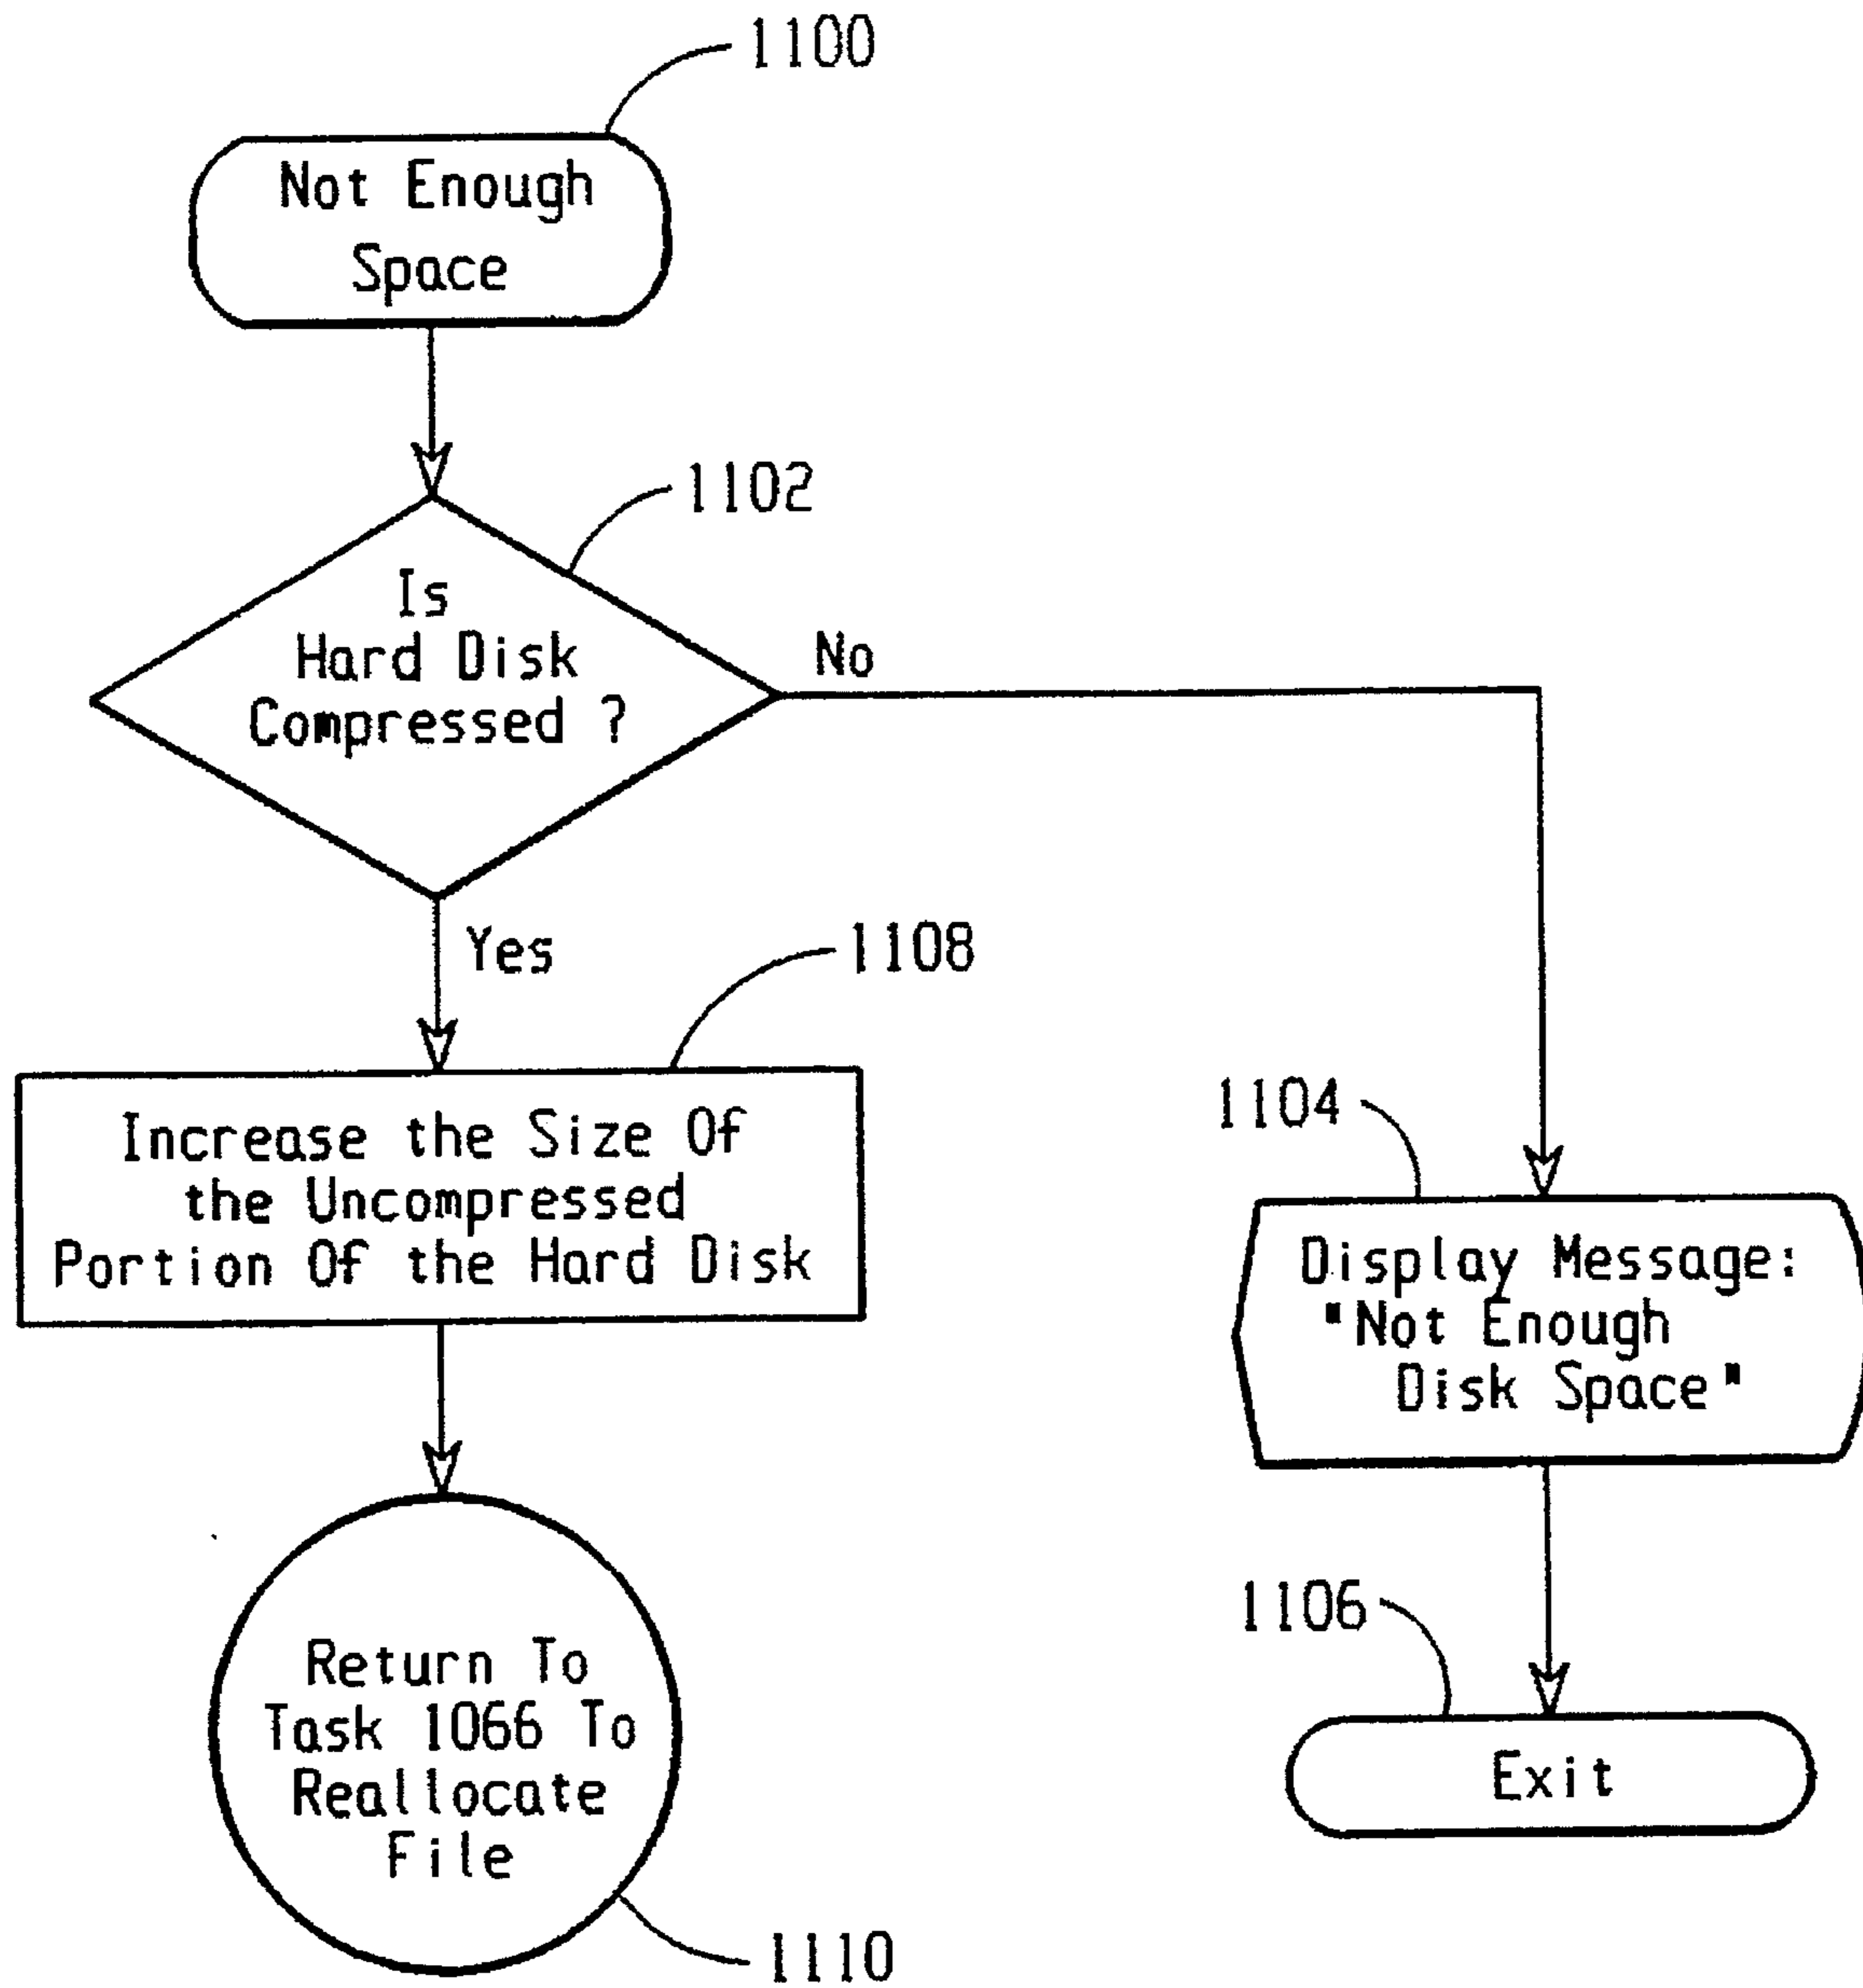 1100
Not Enough
Space
1102
Is
Hard Disk
Compressed ?
No
Yes
1108
Increase the Size Of
the Uncompressed
Portion Of the Hard Disk
1104
Display Message:
"Not Enough
Disk Space"
Return To
Task 1066 To
Reallocate
File
1110
1106
Exit